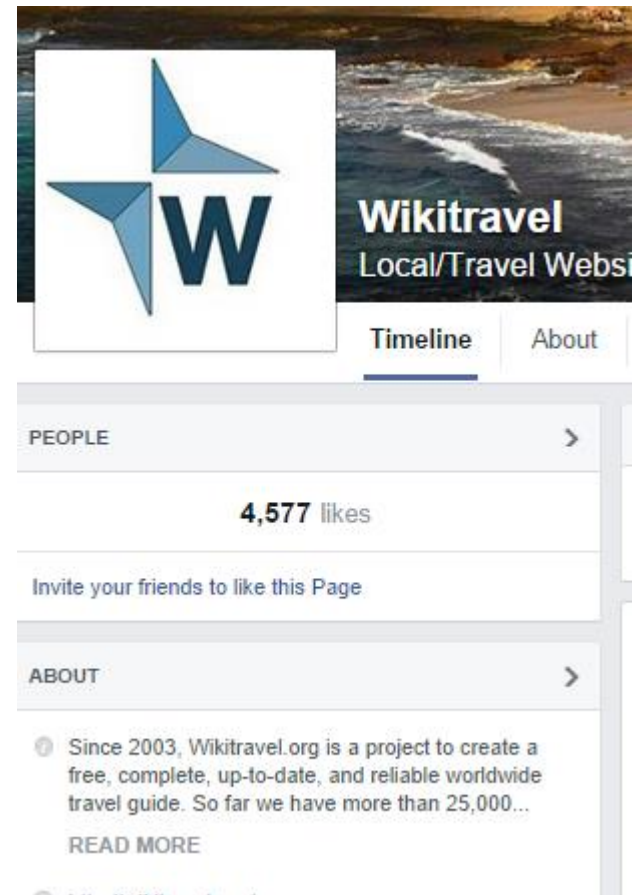 W
Wikitravel
Local/Travel Websi
Timeline About
PEOPLE
4,577 likes
Invite your friends to like this Page
ABOUT
Since 2003, Wikitravel.org is a project to create a
free, complete, up-to-date, and reliable worldwide
travel guide. So far we have more than 25,000...
READ MORE